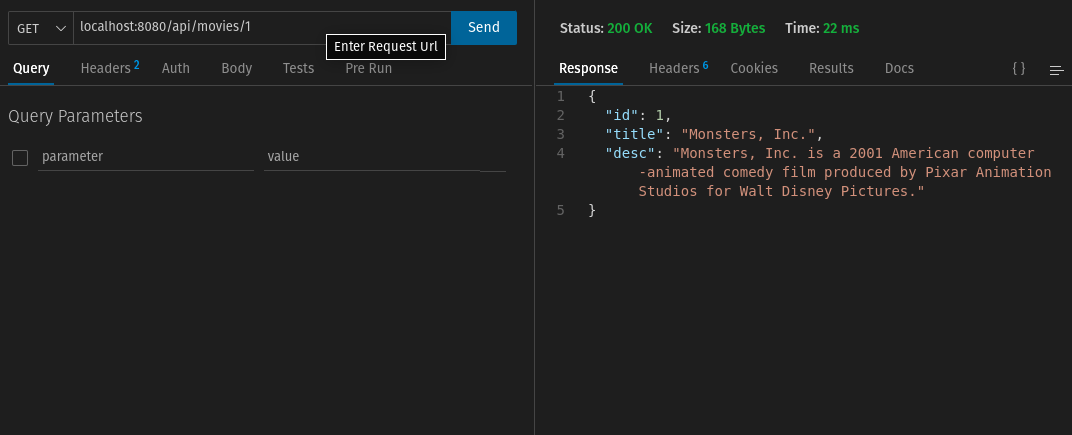 GET localhost:8080/api/movies/1 Send
Enter Request Url
Query Headers 2 Auth Body Tests Pre Run
Query Parameters
parameter value
Status: 200 OK Size: 168 Bytes Time: 22 ms
Response Headers 6 Cookies Results Docs { }
1 {
2 "id": 1,
3 "title": "Monsters, Inc.",
4 "desc": "Monsters, Inc. is a 2001 American computer
-animated comedy film produced by Pixar Animation
Studios for Walt Disney Pictures."
5 }